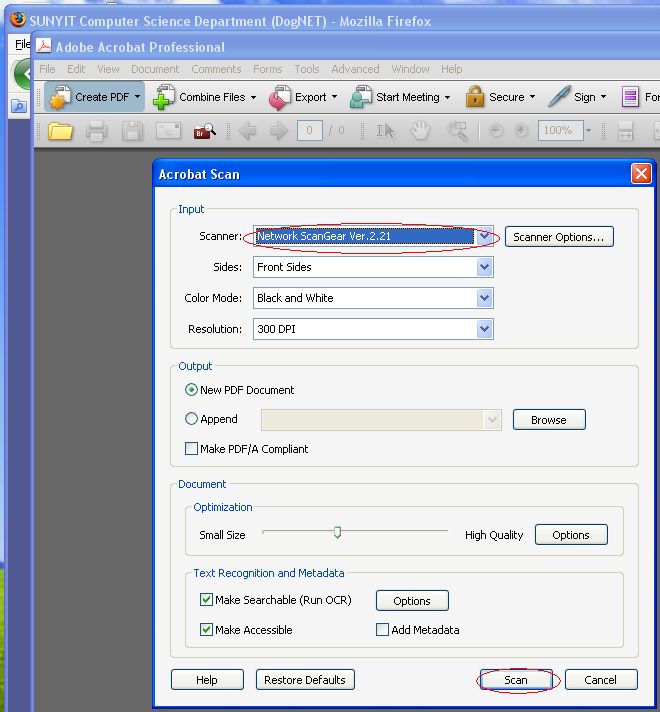 SUNYIT Computer Science Department (DogNET) - Mozilla Firefox
Adobe Acrobat Professional
File Edit View Document Comments Forms Tools Advanced Window Help
Create PDF Combine Files Export Start Meeting Secure Sign
Br 0 / 0 100%
Acrobat Scan
Input
Scanner: Network ScanGear Ver.2.21 Scanner Options...
Sides: Front Sides
Color Mode: Black and White
Resolution: 300 DPI
Output
New PDF Document
Append Browse
Make PDF/A Compliant
Document
Optimization
Small Size High Quality Options
Text Recognition and Metadata
Make Searchable (Run OCR) Options
Make Accessible Add Metadata
Help Restore Defaults Scan Cancel